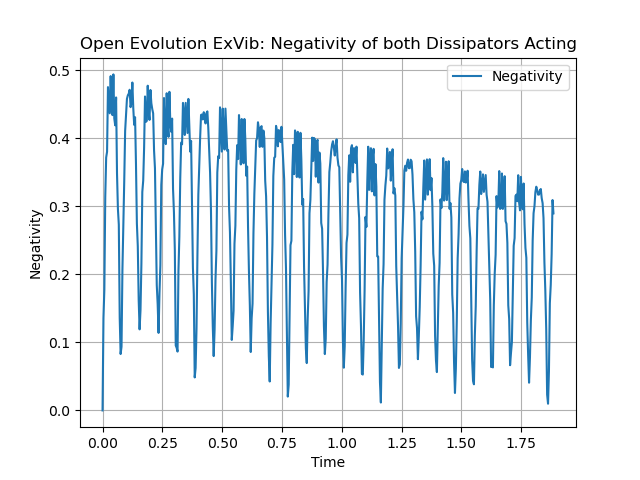 Open Evolution ExVib: Negativity of both Dissipators Acting
Negativity
0.5
0.4
0.3
0.2
0.1
0.0
Negativity
0.00 0.25 0.50 0.75 1.00 1.25 1.50 1.75
Time